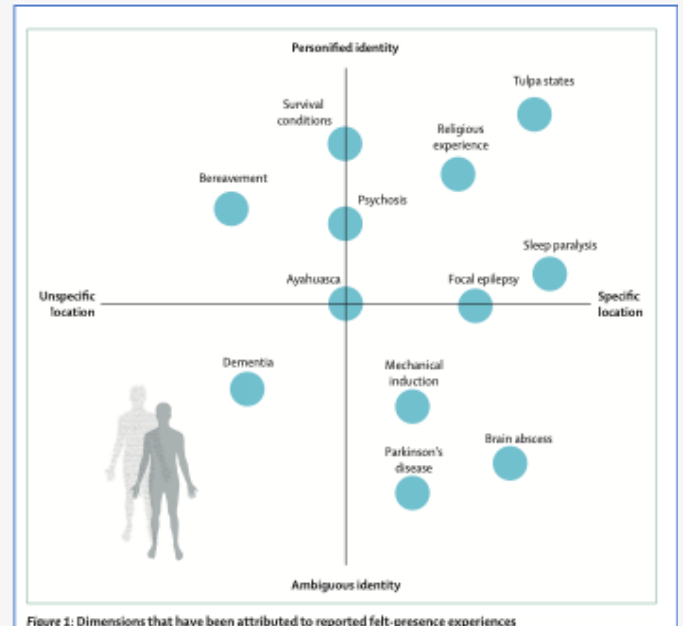 Personified identity
Tulpa states
Survival
conditions
Religious
experience
Bereavement
Psychosis
Sleep paralysis
Ayahuasca
Focal epilepsy
Unspecific
location
Specific
location
Dementia
Mechanical
induction
Brain abscess
Parkinson's
disease
Ambiguous identity
Figure 1: Dimensions that have been attributed to reported felt-presence experiences